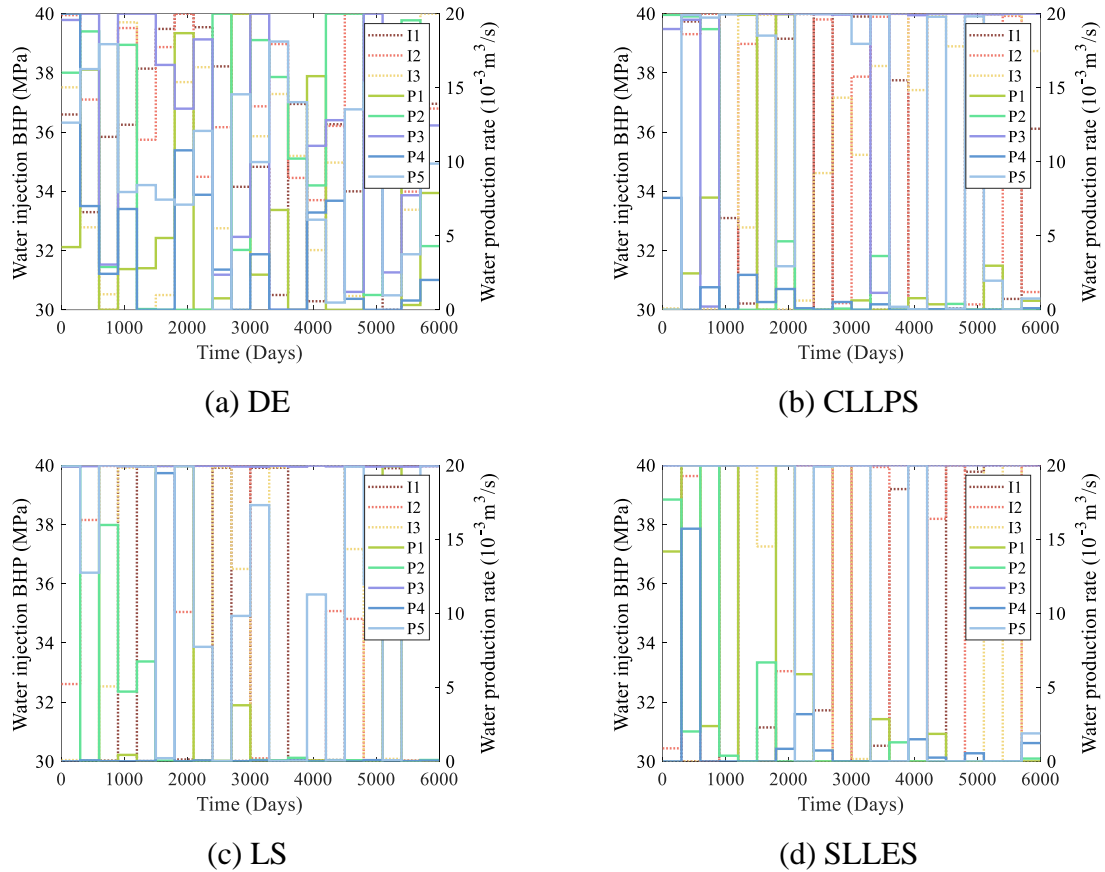 40
38
36
34
32
30
Water injection BHP (MPa)
20
15
10
5
0
Water production rate (10⁻³m³/s)
I1
I2
I3
P1
P2
P3
P4
P5
0 1000 2000 3000 4000 5000 6000
Time (Days)
(a) DE
40
38
36
34
32
30
Water injection BHP (MPa)
20
15
10
5
0
Water production rate (10⁻³m³/s)
I1
I2
I3
P1
P2
P3
P4
P5
0 1000 2000 3000 4000 5000 6000
Time (Days)
(b) CLLPS
40
38
36
34
32
30
Water injection BHP (MPa)
20
15
10
5
0
Water production rate (10⁻³m³/s)
I1
I2
I3
P1
P2
P3
P4
P5
0 1000 2000 3000 4000 5000 6000
Time (Days)
(c) LS
40
38
36
34
32
30
Water injection BHP (MPa)
20
15
10
5
0
Water production rate (10⁻³m³/s)
I1
I2
I3
P1
P2
P3
P4
P5
0 1000 2000 3000 4000 5000 6000
Time (Days)
(d) SLLES